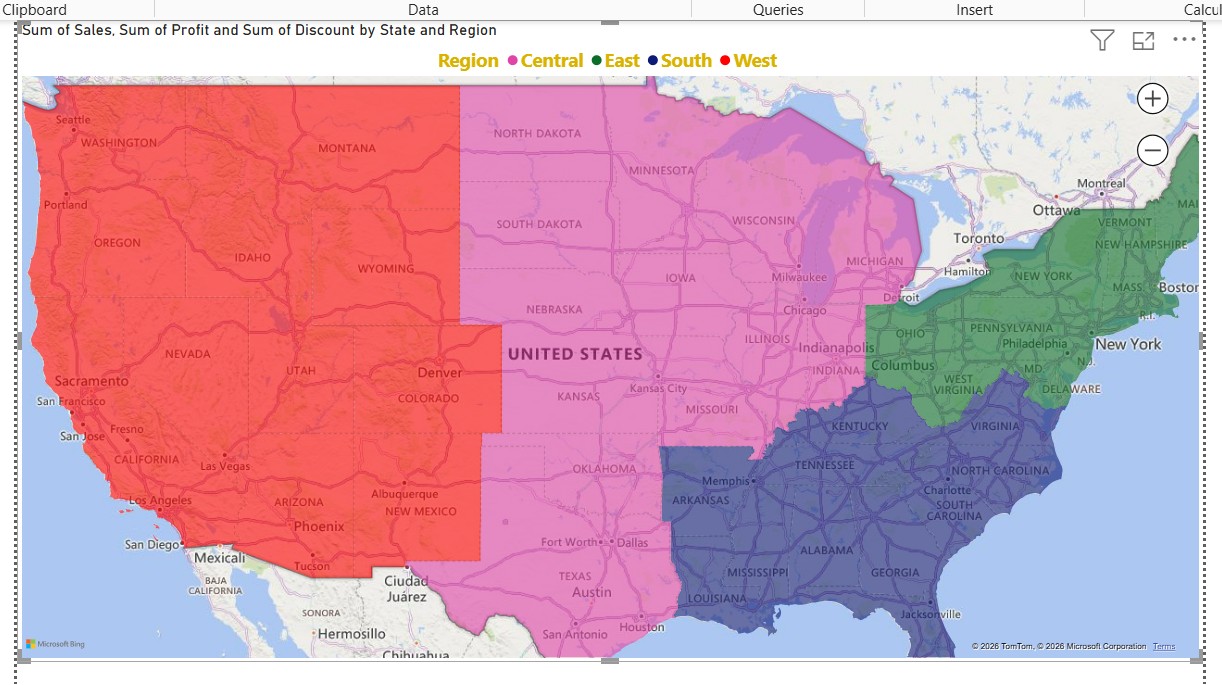 Clipboard
Data
Queries
Insert
Calcul
Sum of Sales, Sum of Profit and Sum of Discount by State and Region
Region Central East South West
Seattle
WASHINGTON
MONTANA
NORTH DAKOTA
MINNESOTA
Montreal
Portland
Ottawa
MAI
VERMONT
OREGON
SOUTH DAKOTA
WISCONSIN
Toronto
NEW HAMPSHIRE
IDAHO
WYOMING
MICHIGAN
Hamilton
NEW YORK
IOWA
Milwaukee
MASS
Boston
Detroit
NEBRASKA
Chicago
R.I.
NEVADA
UNITED STATES
ILLINOIS
Indianapolis
OHIO
PENNSYLVANIA
Philadelphia
New York
UTAH
Denver
INDIANA
Columbus
N.J.
MD
Sacramento
COLORADO
KANSAS
Kansas City
WEST
VIRGINIA
DELAWARE
San Francisco
MISSOURI
San Jose
Fresno
KENTUCKY
VIRGINIA
CALIFORNIA
Las Vegas
OKLAHOMA
TENNESSEE
NORTH CAROLINA
Memphis
Charlotte
Los Angeles
ARIZONA
Albuquerque
NEW MEXICO
ARKANSAS
SOUTH
CAROLINA
Phoenix
San Diego
Mexicali
Tucson
Fort Worth
Dallas
ALABAMA
BAJA
CALIFORNIA
Ciudad
Juárez
TEXAS
Austin
MISSISSIPPI
GEORGIA
LOUISIANA
SONORA
Hermosillo
San Antonio
Houston
Jacksonville
Chihuahua
Microsoft Bing
© 2026 TomTom, © 2026 Microsoft Corporation Terms